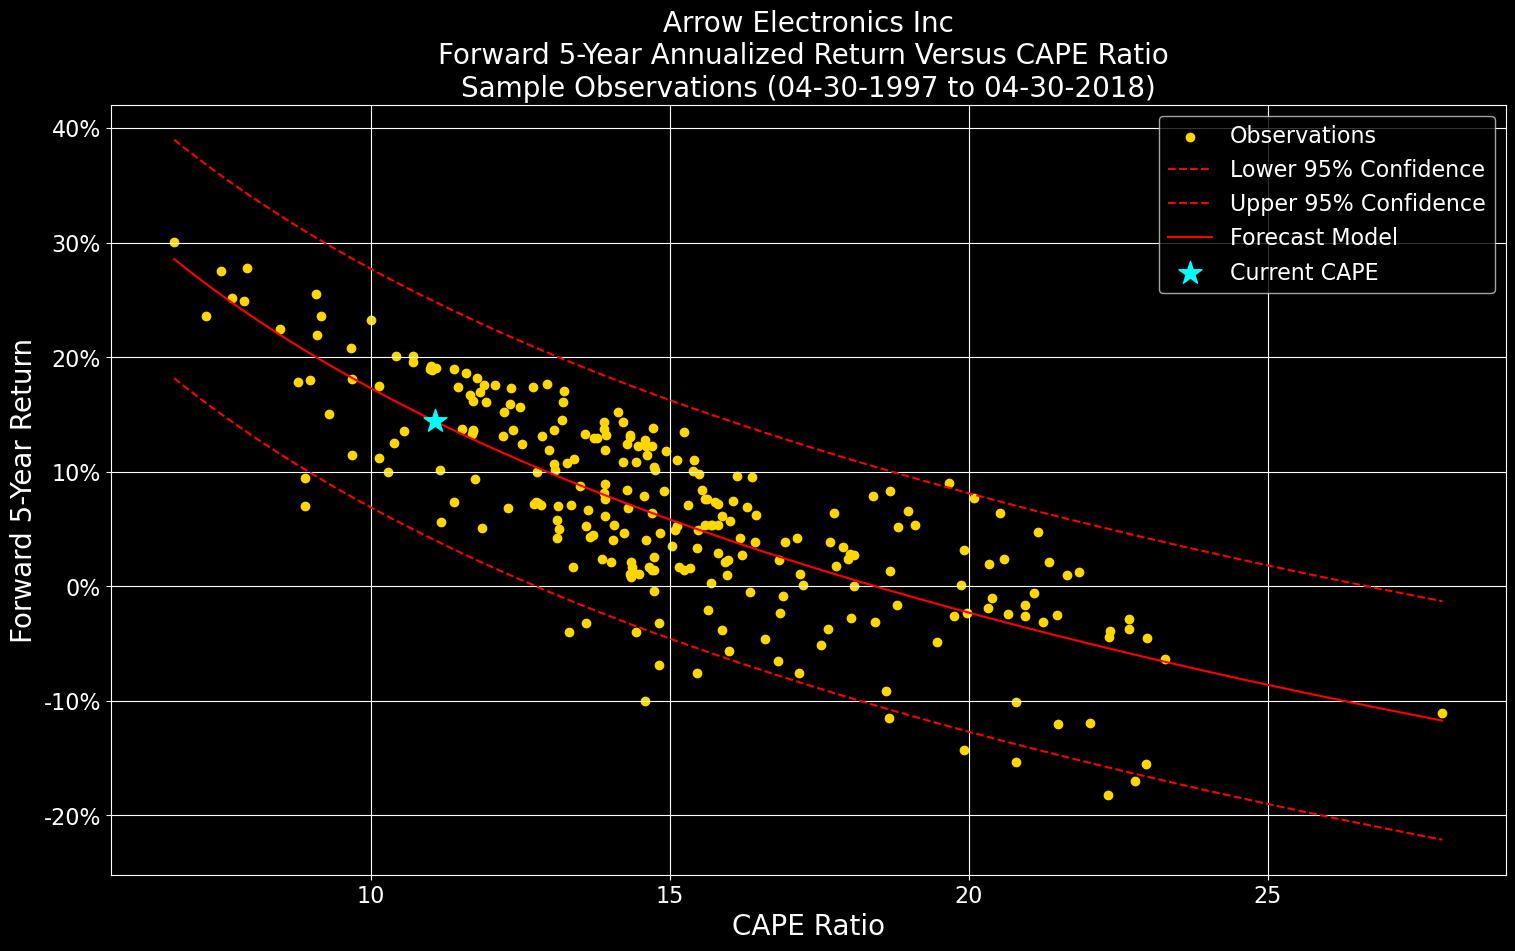 Arrow Electronics Inc
Forward 5-Year Annualized Return Versus CAPE Ratio
Sample Observations (04-30-1997 to 04-30-2018)
Observations
Lower 95% Confidence
Upper 95% Confidence
Forecast Model
Current CAPE
Forward 5-Year Return
40%
30%
20%
10%
0%
-10%
-20%
10 15 20 25
CAPE Ratio